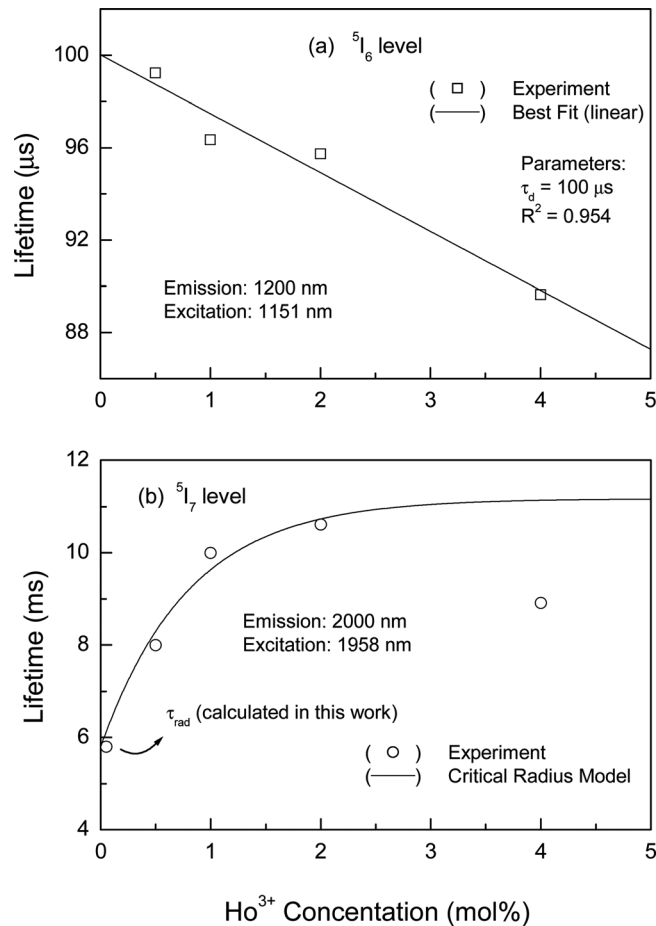 (a) ⁵I₆ level
( □ ) Experiment
(——) Best Fit (linear)
Parameters:
τd = 100 μs
R² = 0.954
Emission: 1200 nm
Excitation: 1151 nm
Lifetime (μs)
100
96
92
88
0 1 2 3 4 5
(b) ⁵I₇ level
Emission: 2000 nm
Excitation: 1958 nm
τrad (calculated in this work)
( ○ ) Experiment
(——) Critical Radius Model
Lifetime (ms)
12
10
8
6
4
0 1 2 3 4 5
Ho³⁺ Concentration (mol%)